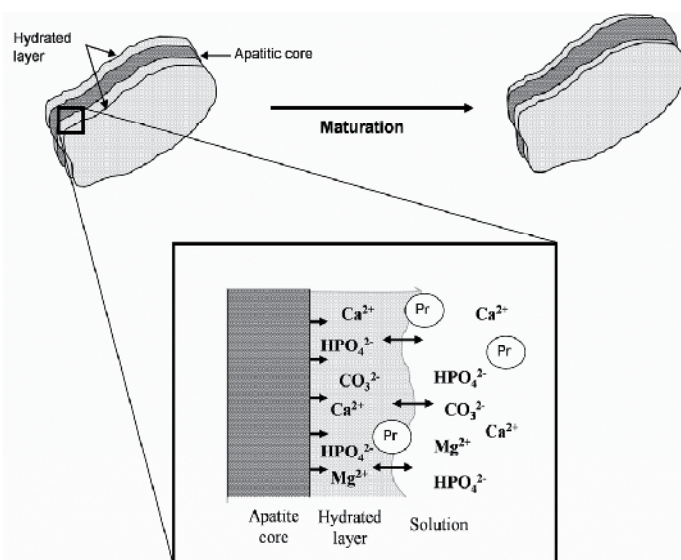 Hydrated
layer
Apatitic core
Maturation
Ca²⁺
HPO₄²⁻
CO₃²⁻
Ca²⁺
HPO₄²⁻
Mg²⁺
Pr
Pr
Pr
Ca²⁺
HPO₄²⁻
CO₃²⁻
Ca²⁺
Mg²⁺
HPO₄²⁻
Apatite
core
Hydrated
layer
Solution